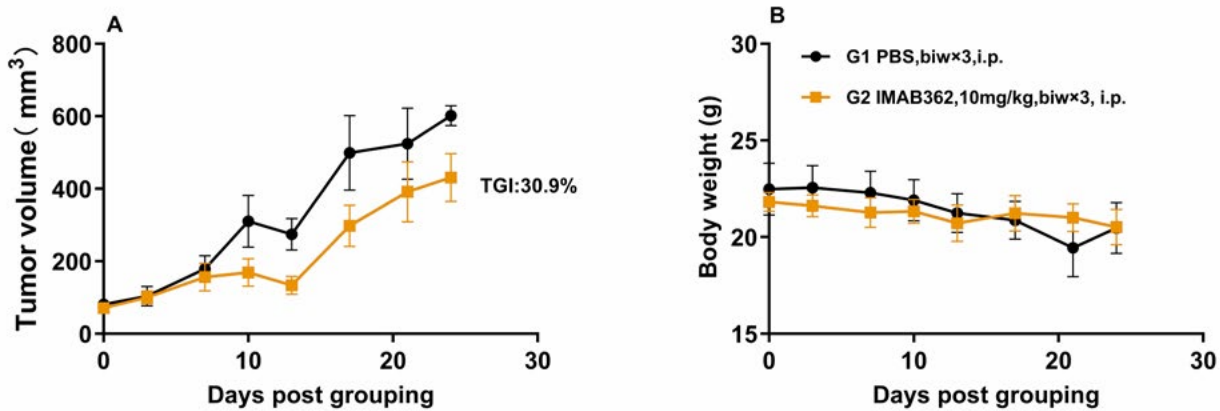 A
Tumor volume( mm³)
800
600
400
200
0
TGI:30.9%
0 10 20 30
Days post grouping
B
Body weight (g)
30
25
20
15
G1 PBS,biw×3,i.p.
G2 IMAB362,10mg/kg,biw×3, i.p.
0 10 20 30
Days post grouping